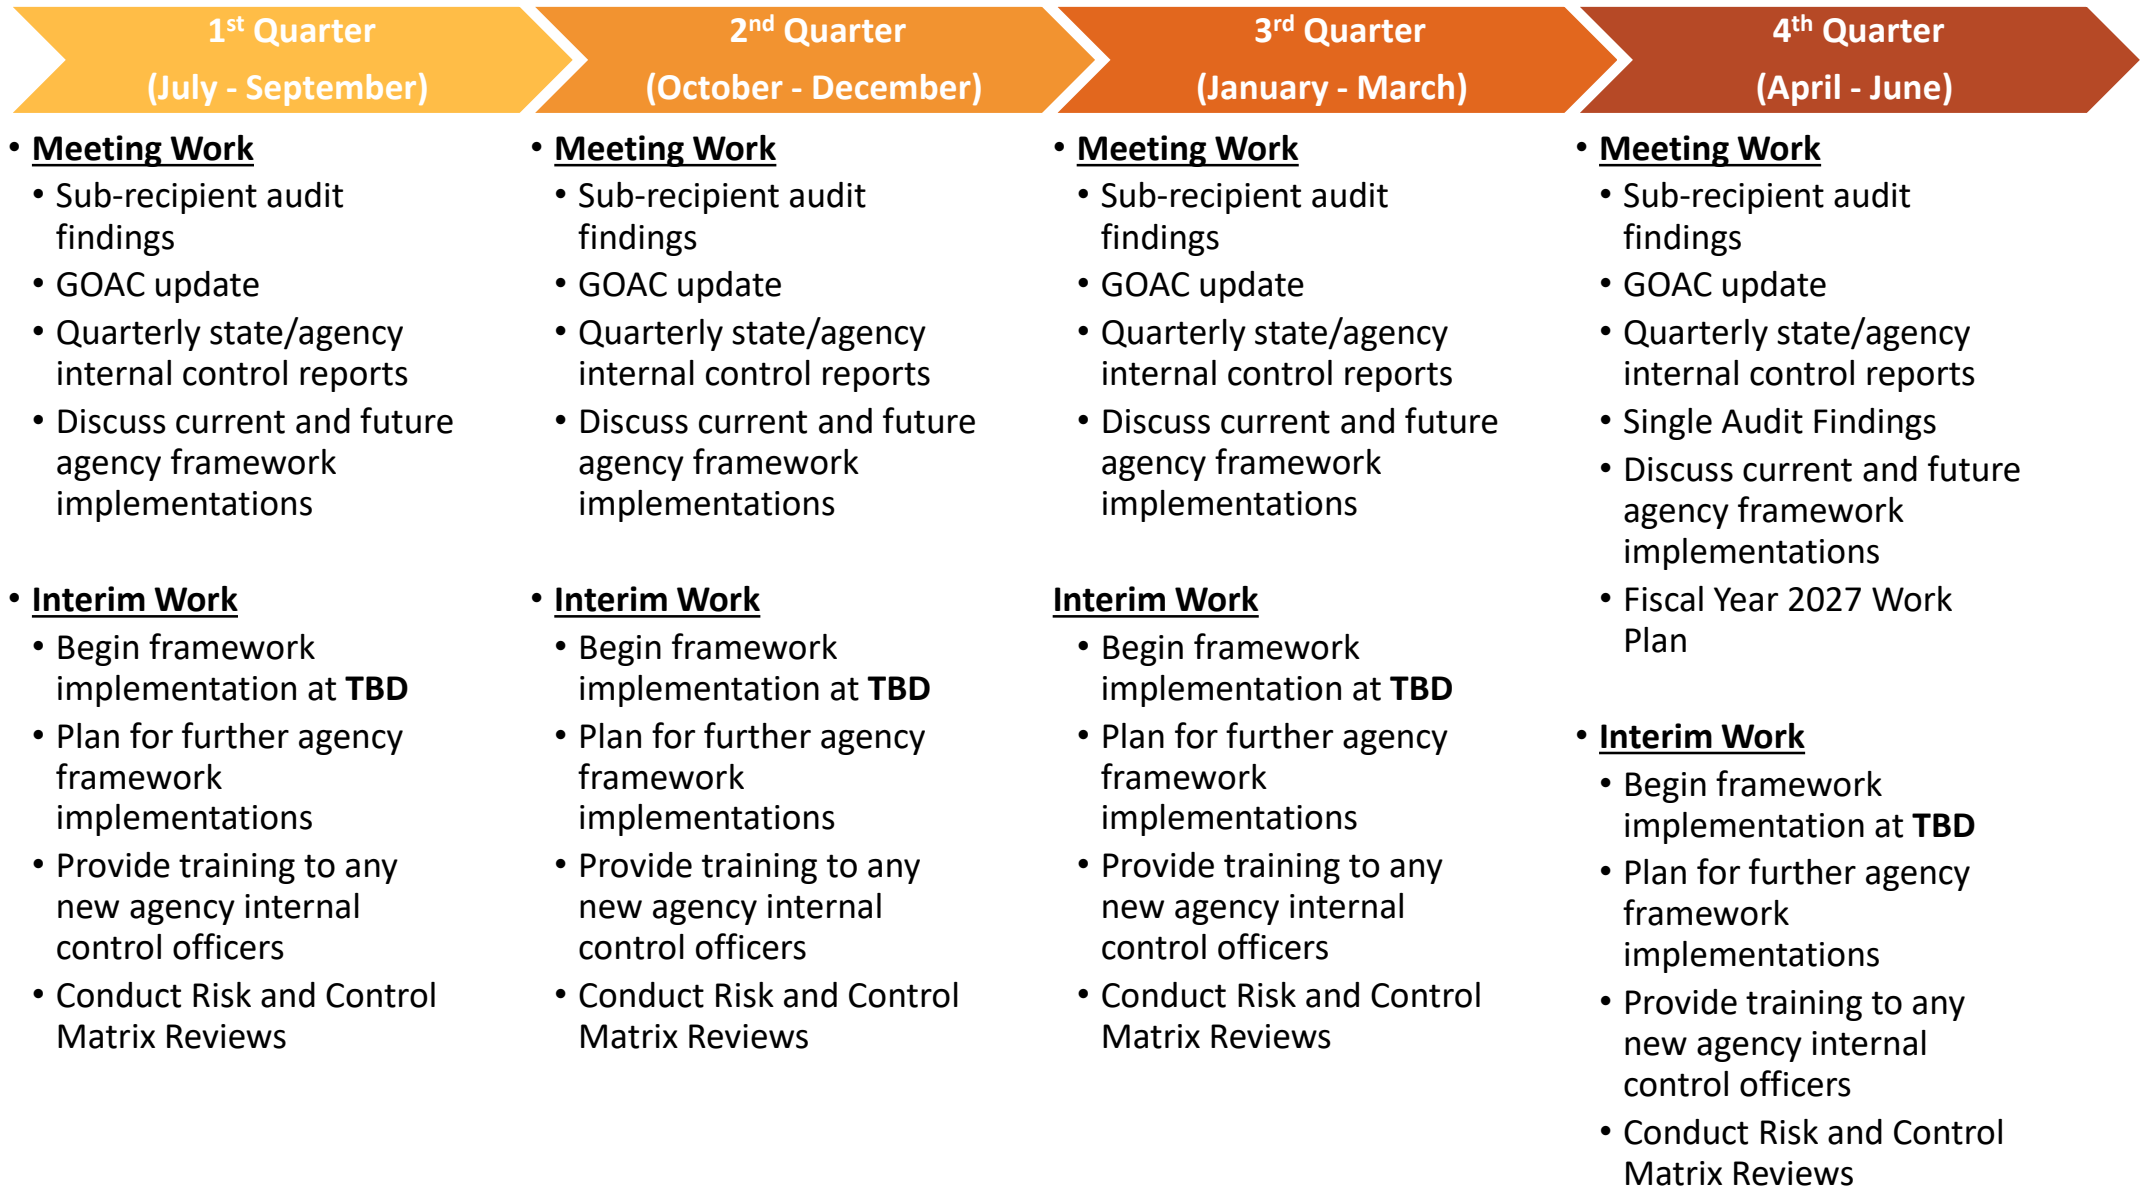 1st Quarter
(July - September)
• Meeting Work
• Sub-recipient audit
findings
• GOAC update
• Quarterly state/agency
internal control reports
• Discuss current and future
agency framework
implementations
• Interim Work
• Begin framework
implementation at TBD
• Plan for further agency
framework
implementations
• Provide training to any
new agency internal
control officers
• Conduct Risk and Control
Matrix Reviews
2nd Quarter
(October - December)
• Meeting Work
• Sub-recipient audit
findings
• GOAC update
• Quarterly state/agency
internal control reports
• Discuss current and future
agency framework
implementations
• Interim Work
• Begin framework
implementation at TBD
• Plan for further agency
framework
implementations
• Provide training to any
new agency internal
control officers
• Conduct Risk and Control
Matrix Reviews
3rd Quarter
(January - March)
• Meeting Work
• Sub-recipient audit
findings
• GOAC update
• Quarterly state/agency
internal control reports
• Discuss current and future
agency framework
implementations
Interim Work
• Begin framework
implementation at TBD
• Plan for further agency
framework
implementations
• Provide training to any
new agency internal
control officers
• Conduct Risk and Control
Matrix Reviews
4th Quarter
(April - June)
• Meeting Work
• Sub-recipient audit
findings
• GOAC update
• Quarterly state/agency
internal control reports
• Single Audit Findings
• Discuss current and future
agency framework
implementations
• Fiscal Year 2027 Work
Plan
• Interim Work
• Begin framework
implementation at TBD
• Plan for further agency
framework
implementations
• Provide training to any
new agency internal
control officers
• Conduct Risk and Control
Matrix Reviews